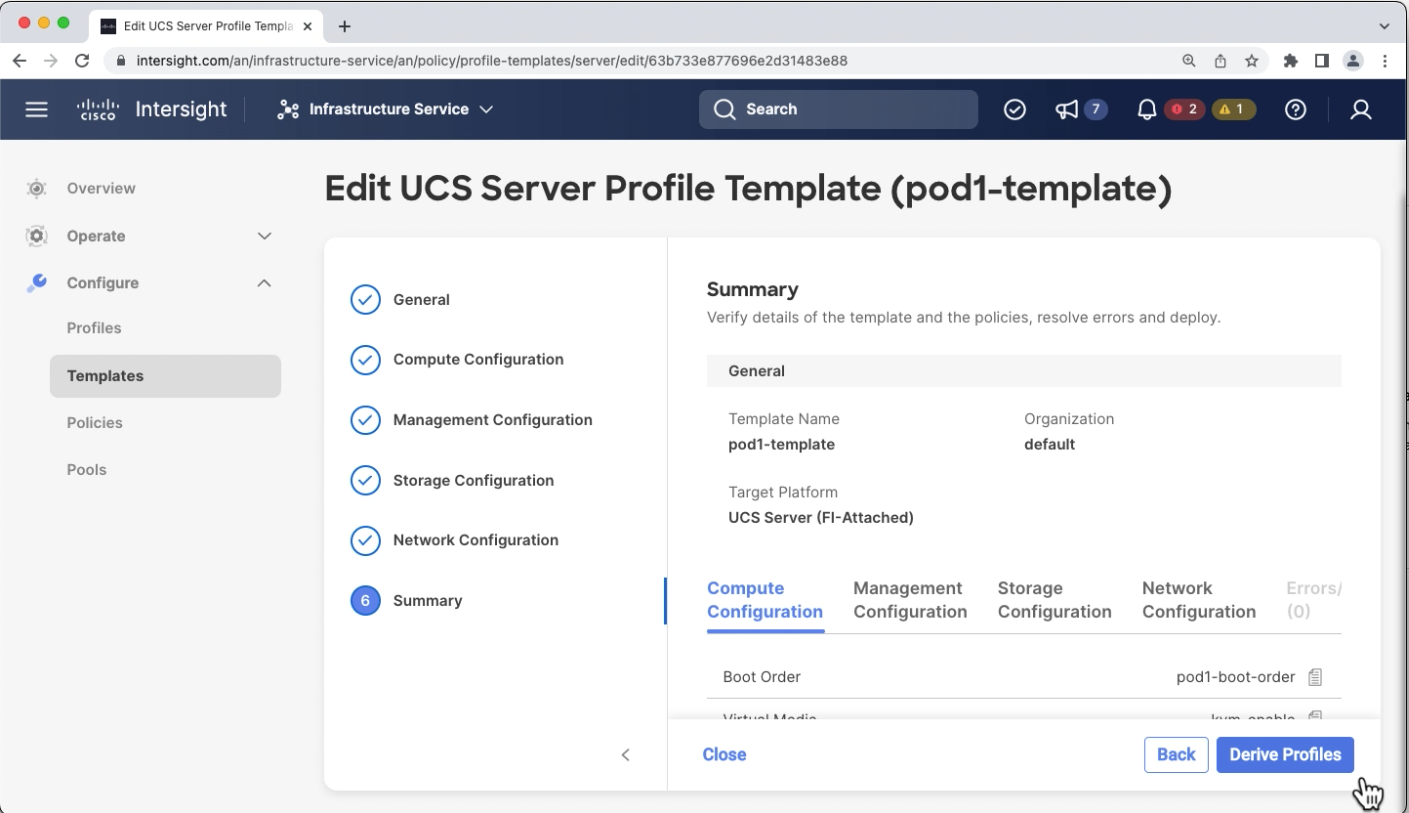 Edit UCS Server Profile Templa
intersight.com/an/infrastructure-service/an/policy/profile-templates/server/edit/63b733e877696e2d31483e88
cisco Intersight Infrastructure Service Search 7 2 1
Overview
Operate
Configure
Profiles
Templates
Policies
Pools
Edit UCS Server Profile Template (pod1-template)
General
Compute Configuration
Management Configuration
Storage Configuration
Network Configuration
6 Summary
Summary
Verify details of the template and the policies, resolve errors and deploy.
General
Template Name Organization
pod1-template default
Target Platform
UCS Server (FI-Attached)
Compute Management Storage Network Errors/
Configuration Configuration Configuration Configuration (0)
Boot Order pod1-boot-order
Virtual Media kvm-enable
Close Back Derive Profiles